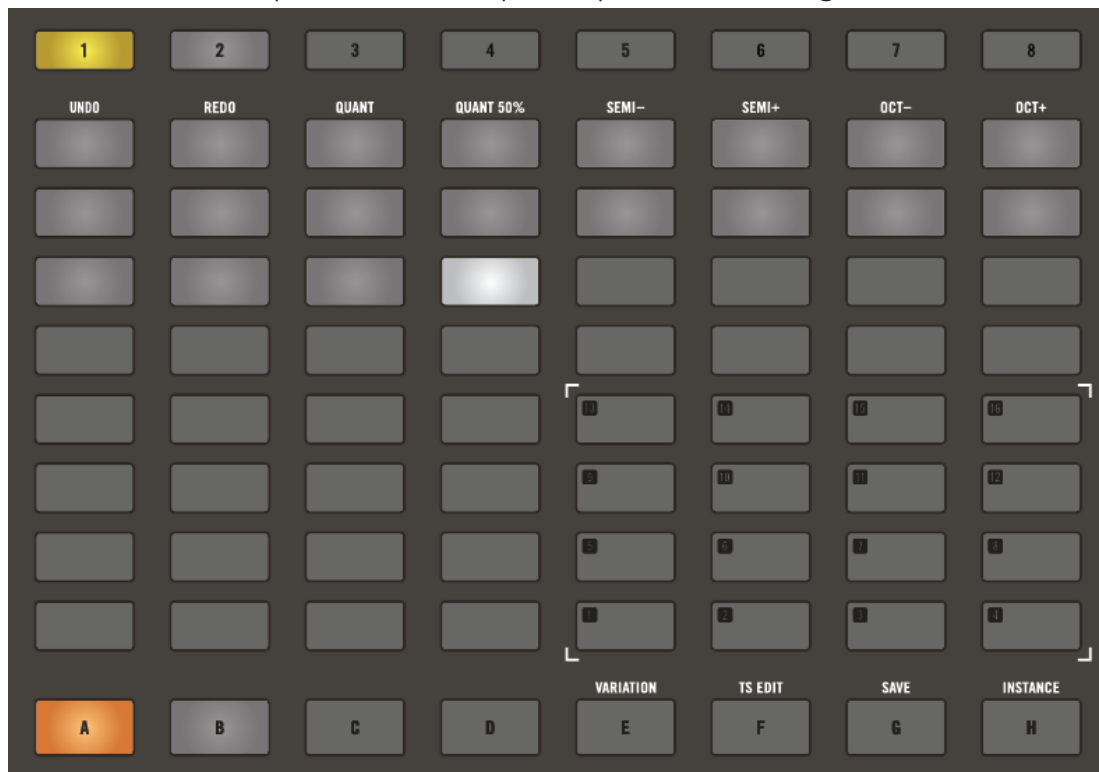 1 2 3 4 5 6 7 8
UNDO REDO QUANT QUANT 50% SEMI– SEMI+ OCT– OCT+
13 14 15 16
9 10 11 12
5 6 7 8
1 2 3 4
VARIATION TS EDIT SAVE INSTANCE
A B C D E F G H